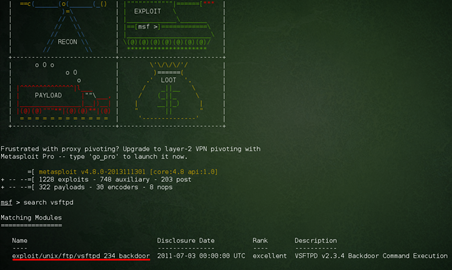 EXPLOIT
==[msf >]
RECON
PAYLOAD
LOOT
Frustrated with proxy pivoting? Upgrade to layer-2 VPN pivoting with
Metasploit Pro -- type 'go_pro' to launch it now.
=[ metasploit v4.8.0-2013111301 [core:4.8 api:1.0]
+ -- --=[ 1228 exploits - 748 auxiliary - 203 post
+ -- --=[ 322 payloads - 30 encoders - 8 nops
msf > search vsftpd
Matching Modules
================
Name Disclosure Date Rank Description
---- --------------- ---- -----------
exploit/unix/ftp/vsftpd_234_backdoor 2011-07-03 00:00:00 UTC excellent VSFTPD v2.3.4 Backdoor Command Execution